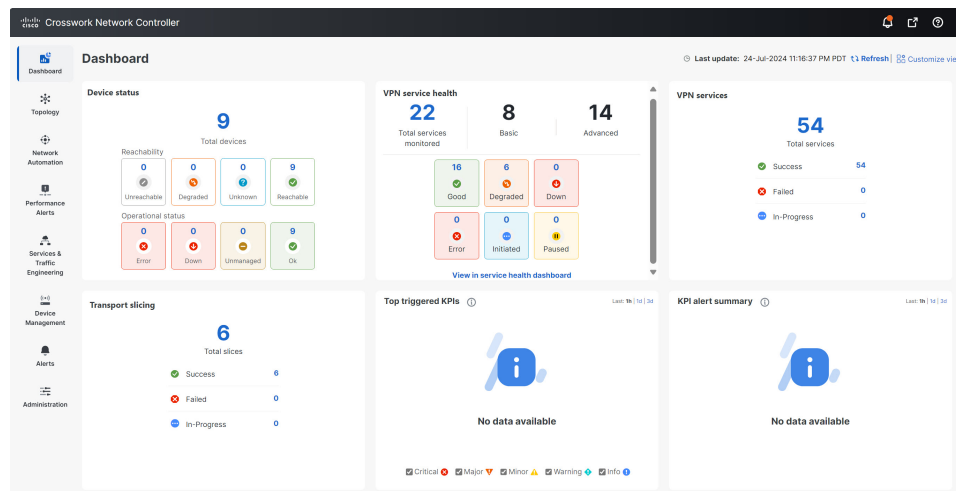 cisco Crosswork Network Controller
Dashboard
Topology
Network
Automation
Performance
Alerts
Services &
Traffic
Engineering
Device
Management
Alerts
Administration
Dashboard
Last update: 24-Jul-2024 11:16:37 PM PDT Refresh | Customize vie
Device status
9
Total devices
Reachability
0 0 0 9
Unreachable Degraded Unknown Reachable
Operational status
0 0 0 9
Error Down Unmanaged Ok
VPN service health
22 8 14
Total services Basic Advanced
monitored
16 6 0
Good Degraded Down
0 0 0
Error Initiated Paused
View in service health dashboard
VPN services
54
Total services
Success 54
Failed 0
In-Progress 0
Transport slicing
6
Total slices
Success 6
Failed 0
In-Progress 0
Top triggered KPIs Last: 1h | 1d | 3d
No data available
Critical Major Minor Warning Info
KPI alert summary Last: 1h | 1d | 3d
No data available